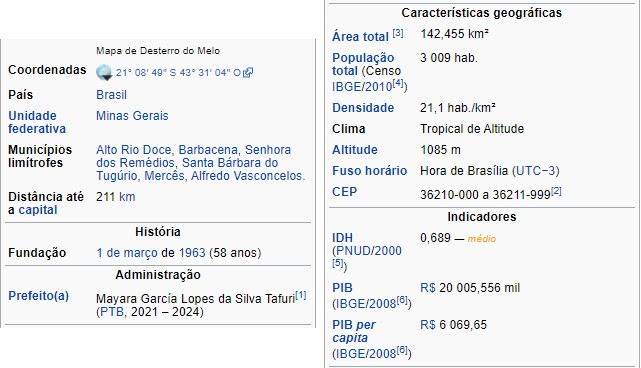 Mapa de Desterro do Melo
Coordenadas 21° 08' 49" S 43° 31' 04" O
País Brasil
Unidade Minas Gerais
federativa
Municípios Alto Rio Doce, Barbacena, Senhora
limítrofes dos Remédios, Santa Bárbara do
Tugúrio, Mercês, Alfredo Vasconcelos.
Distância até 211 km
a capital
História
Fundação 1 de março de 1963 (58 anos)
Administração
Prefeito(a) Mayara García Lopes da Silva Tafuri[1]
(PTB, 2021 – 2024)
Características geográficas
Área total [3] 142,455 km²
População 3 009 hab.
total (Censo
IBGE/2010[4])
Densidade 21,1 hab./km²
Clima Tropical de Altitude
Altitude 1085 m
Fuso horário Hora de Brasília (UTC−3)
CEP 36210-000 a 36211-999[2]
Indicadores
IDH 0,689 — médio
(PNUD/2000
[5])
PIB R$ 20 005,556 mil
(IBGE/2008[6])
PIB per R$ 6 069,65
capita
(IBGE/2008[6])